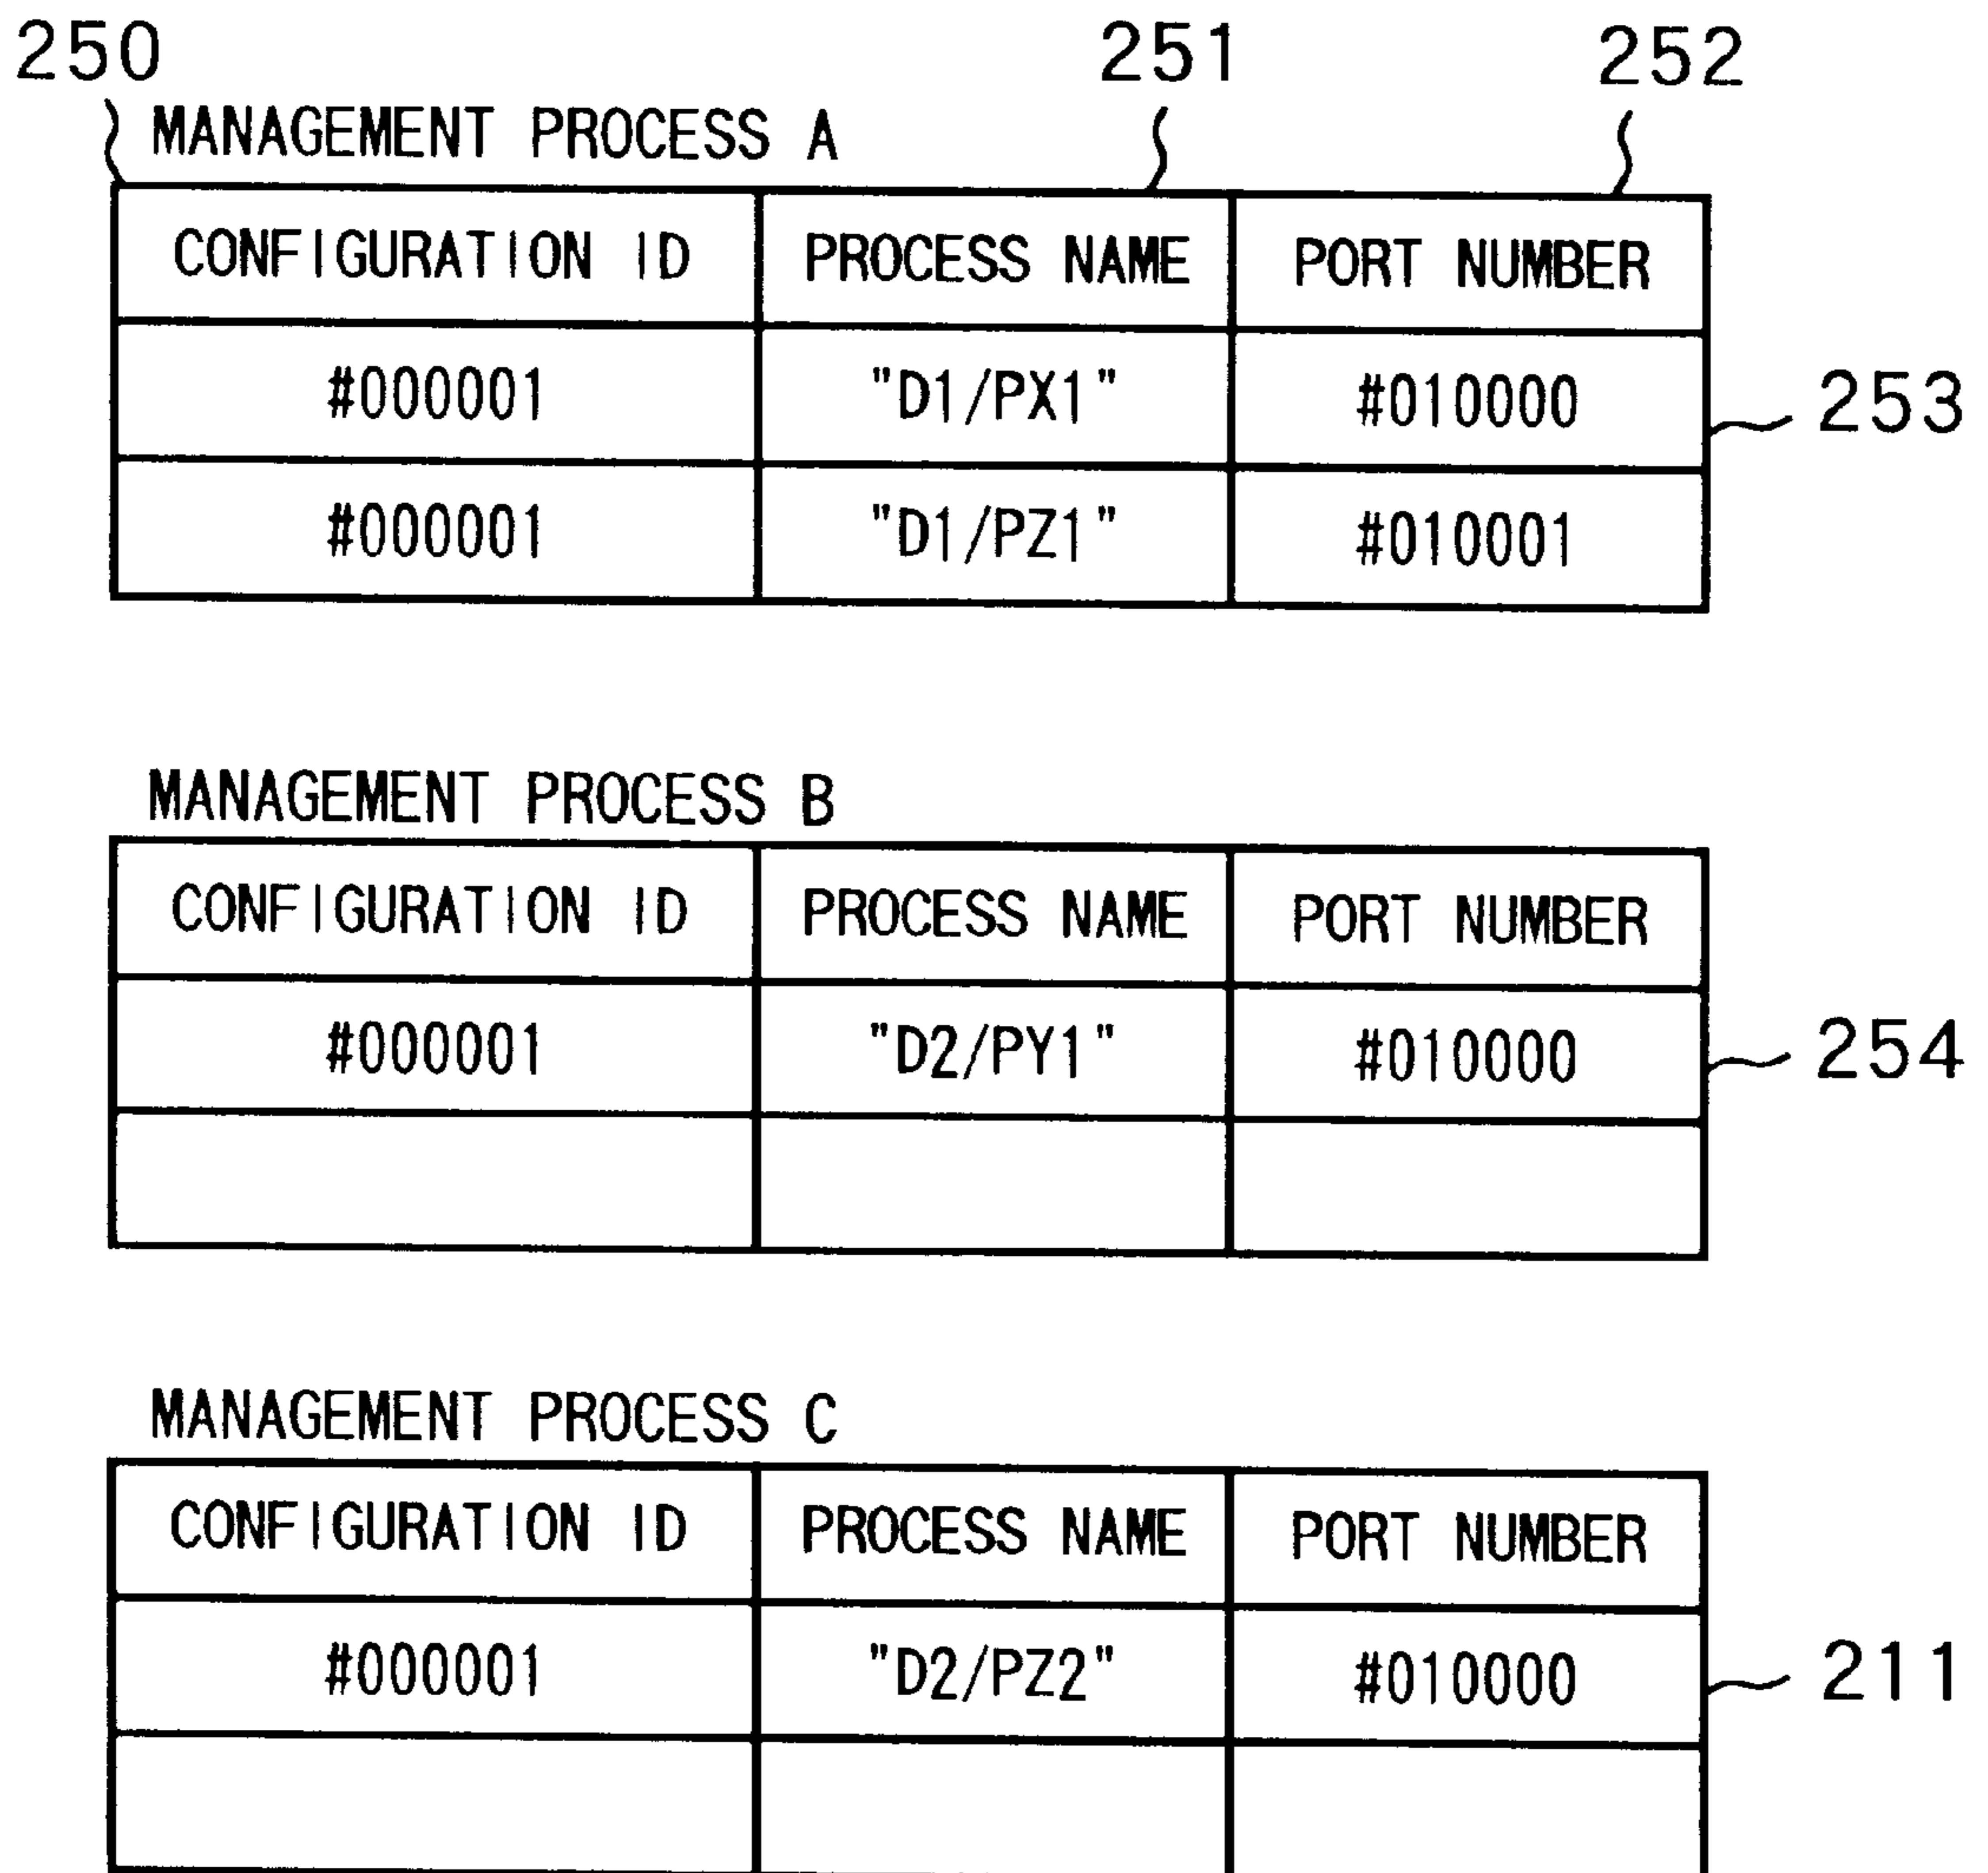 250 251 252
MANAGEMENT PROCESS A
CONFIGURATION ID PROCESS NAME PORT NUMBER
#000001 "D1/PX1" #010000 253
#000001 "D1/PZ1" #010001
MANAGEMENT PROCESS B
CONFIGURATION ID PROCESS NAME PORT NUMBER
#000001 "D2/PY1" #010000 254
MANAGEMENT PROCESS C
CONFIGURATION ID PROCESS NAME PORT NUMBER
#000001 "D2/PZ2" #010000 211